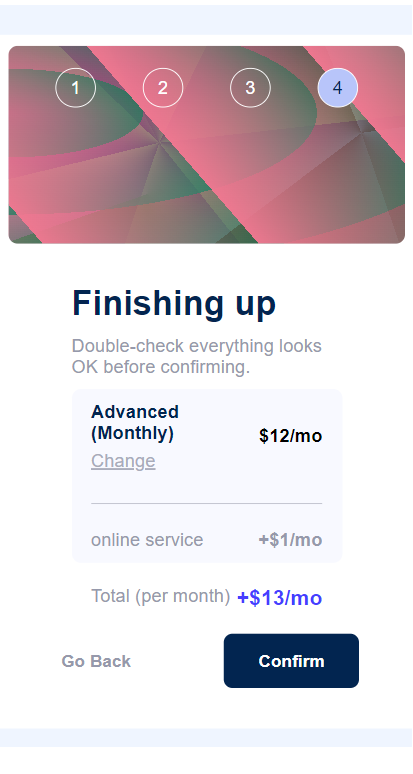 1 2 3 4
Finishing up
Double-check everything looks
OK before confirming.
Advanced
(Monthly) $12/mo
Change
online service +$1/mo
Total (per month) +$13/mo
Go Back Confirm